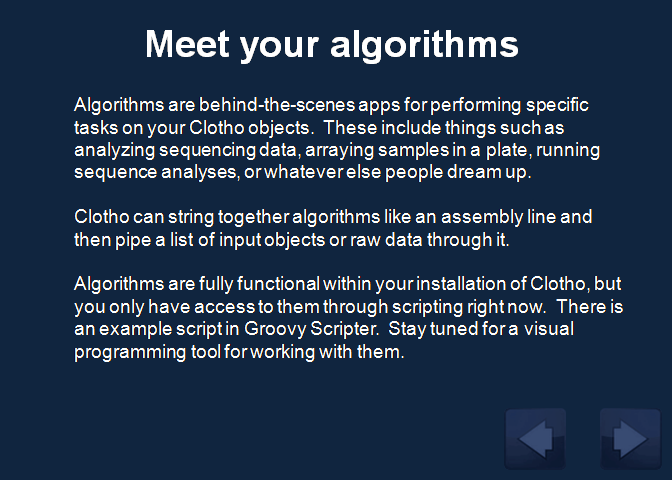 Meet your algorithms
Algorithms are behind-the-scenes apps for performing specific
tasks on your Clotho objects.  These include things such as
analyzing sequencing data, arraying samples in a plate, running
sequence analyses, or whatever else people dream up.
Clotho can string together algorithms like an assembly line and
then pipe a list of input objects or raw data through it.
Algorithms are fully functional within your installation of Clotho, but
you only have access to them through scripting right now.  There is
an example script in Groovy Scripter.  Stay tuned for a visual
programming tool for working with them.